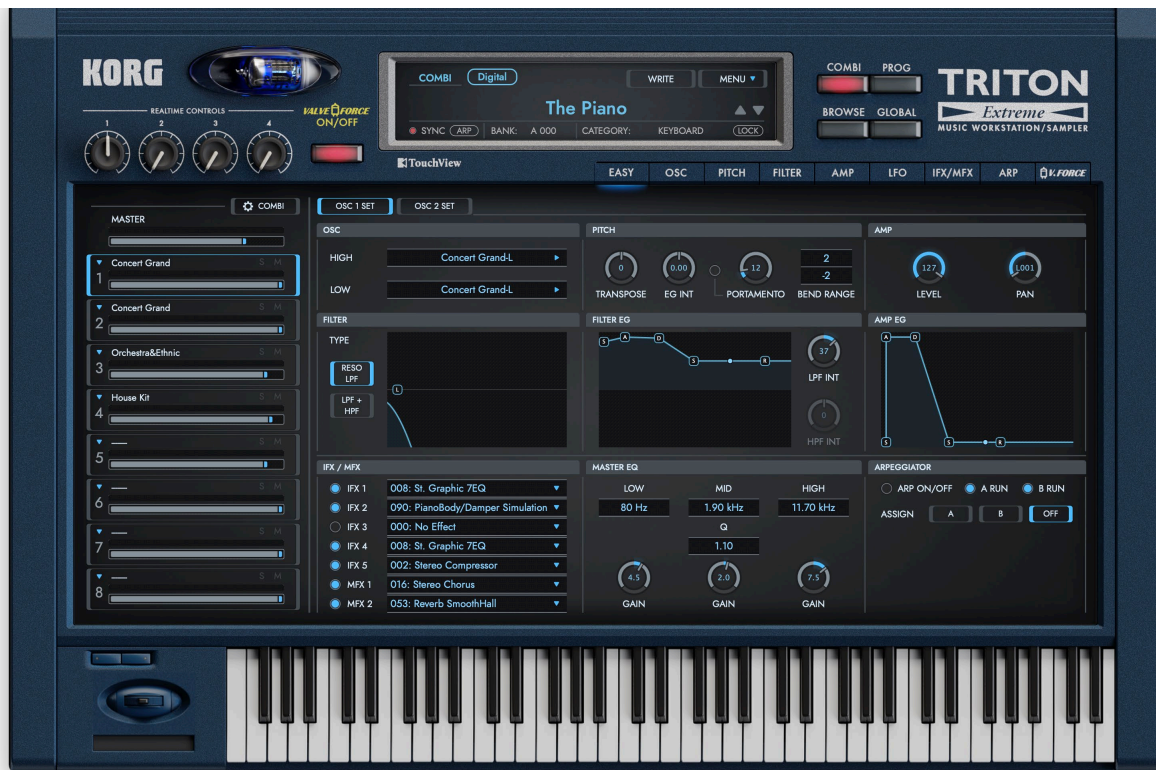 KORG
REALTIME CONTROLS
1 2 3 4
VALVE FORCE
ON/OFF
COMBI Digital WRITE MENU
The Piano
SYNC ARP BANK: A 000 CATEGORY: KEYBOARD LOCK
TouchView
COMBI PROG
BROWSE GLOBAL
TRITON
Extreme
MUSIC WORKSTATION/SAMPLER
EASY OSC PITCH FILTER AMP LFO IFX/MFX ARP V.FORCE
COMBI
MASTER
1 Concert Grand S M
2 Concert Grand S M
3 Orchestra&Ethnic S M
4 House Kit S M
5 S M
6 S M
7 S M
8 S M
OSC 1 SET OSC 2 SET
OSC
HIGH Concert Grand-L
LOW Concert Grand-L
PITCH
0 0.00 12 2
-2
TRANSPOSE EG INT PORTAMENTO BEND RANGE
AMP
127 L001
LEVEL PAN
FILTER
TYPE
RESO
LPF
LPF +
HPF
L
FILTER EG
S A D S R
37
LPF INT
0
HPF INT
AMP EG
A D
S S R
IFX / MFX
IFX 1 008: St. Graphic 7EQ
IFX 2 090: PianoBody/Damper Simulation
IFX 3 000: No Effect
IFX 4 008: St. Graphic 7EQ
IFX 5 002: Stereo Compressor
MFX 1 016: Stereo Chorus
MFX 2 053: Reverb SmoothHall
MASTER EQ
LOW MID HIGH
80 Hz 1.90 kHz 11.70 kHz
Q
1.10
4.5 2.0 7.5
GAIN GAIN GAIN
ARPEGGIATOR
ARP ON/OFF A RUN B RUN
ASSIGN A B OFF